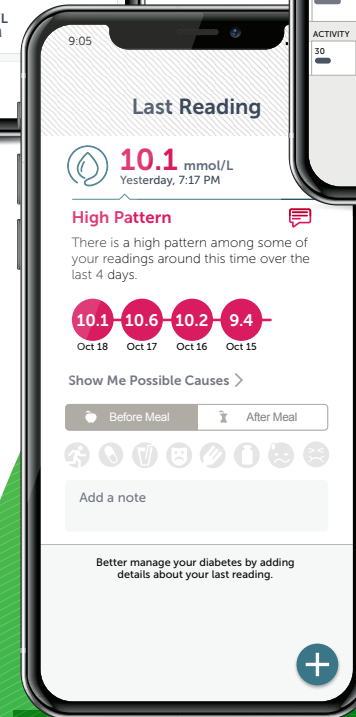 L
9:05
ACTIVITY
30
Last Reading
10.1 mmol/L
Yesterday, 7:17 PM
High Pattern
There is a high pattern among some of
your readings around this time over the
last 4 days.
10.1 10.6 10.2 9.4
Oct 18 Oct 17 Oct 16 Oct 15
Show Me Possible Causes >
Before Meal After Meal
Add a note
Better manage your diabetes by adding
details about your last reading.
+